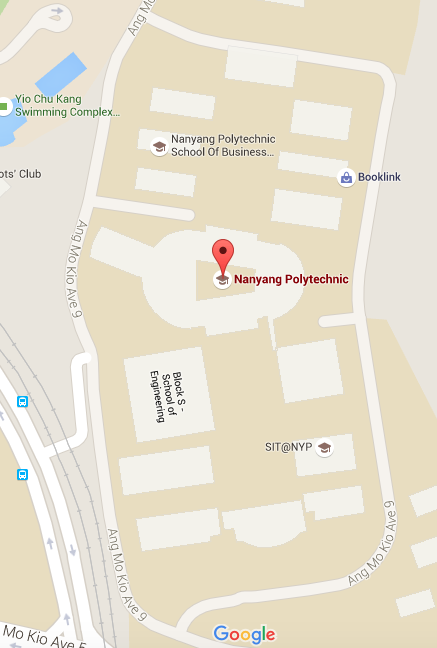 Ang Mo
Yio Chu Kang
Swimming Complex...
Nanyang Polytechnic
School Of Business...
ots' Club
Booklink
Ang Mo Kio Ave 9
Nanyang Polytechnic
Block S -
School of
Engineering
SIT@NYP
Ang Mo Kio Ave 9
Ang Mo Kio Ave 9
Google
Mo Kio Ave 5